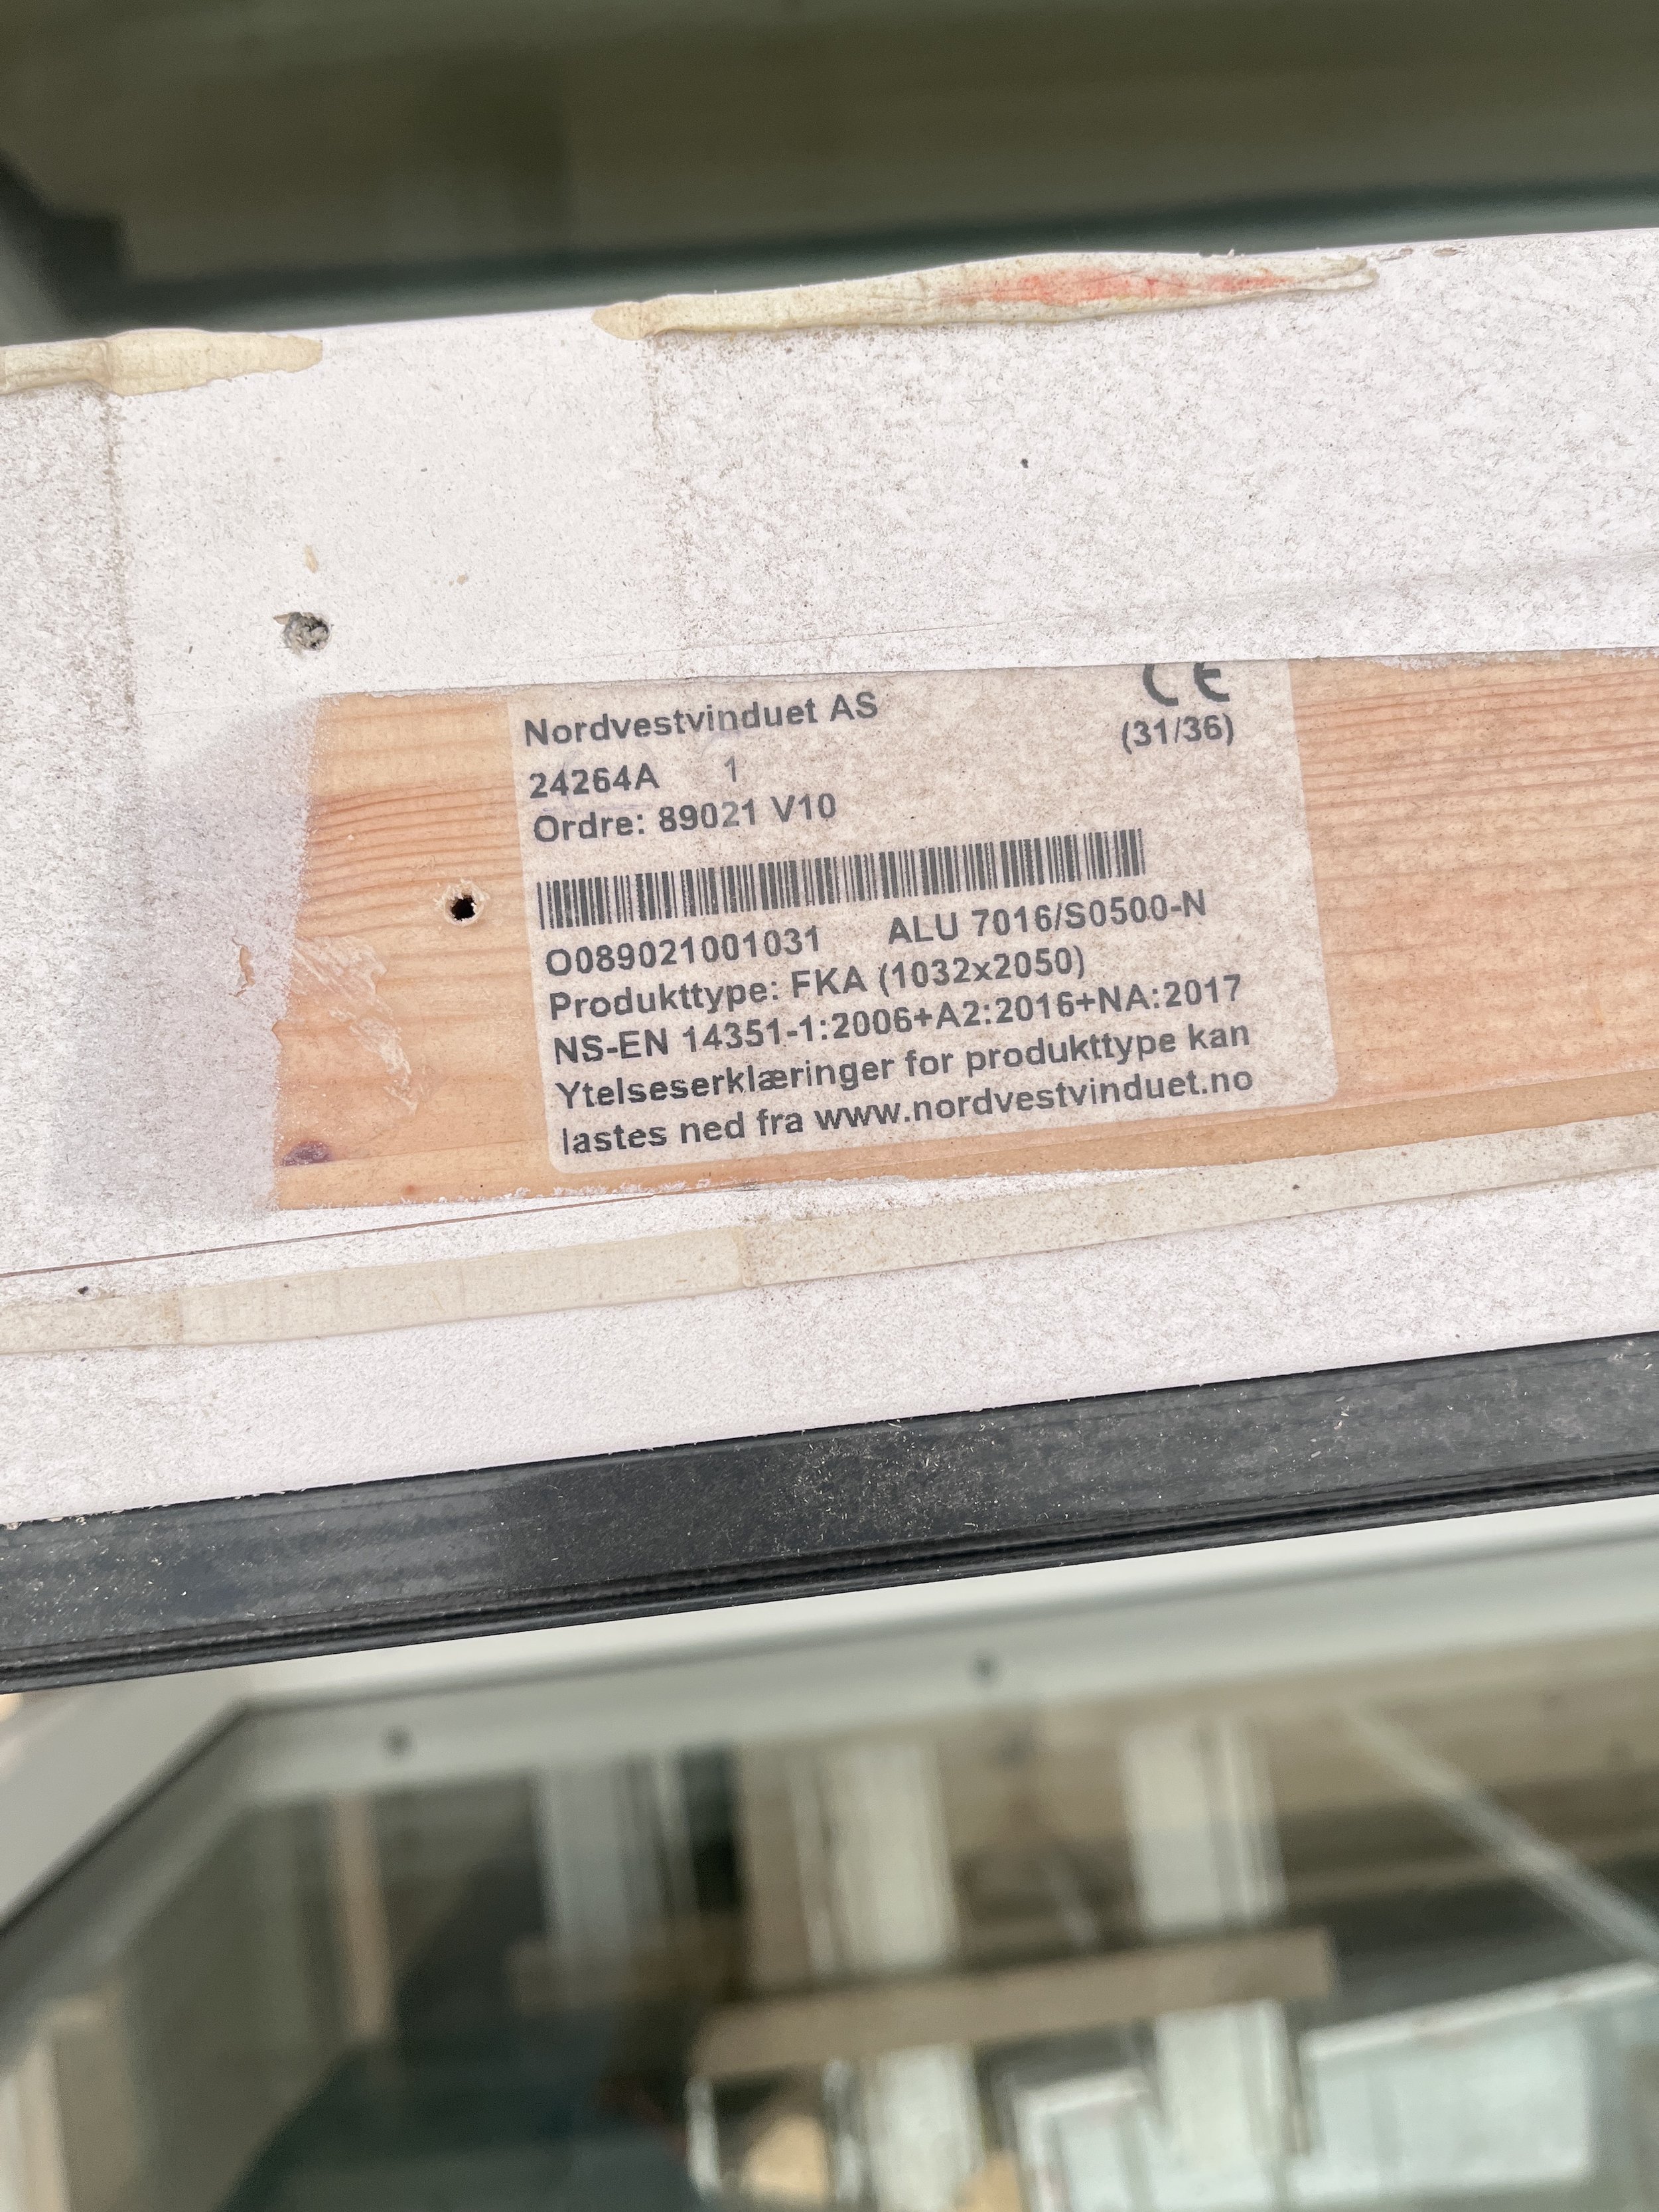 Nordvestvinduet AS
CE
(31/36)
24264A 1
Ordre: 89021 V10
O089021001031 ALU 7016/S0500-N
Produkttype: FKA (1032x2050)
NS-EN 14351-1:2006+A2:2016+NA:2017
Ytelseserklæringer for produkttype kan
lastes ned fra www.nordvestvinduet.no